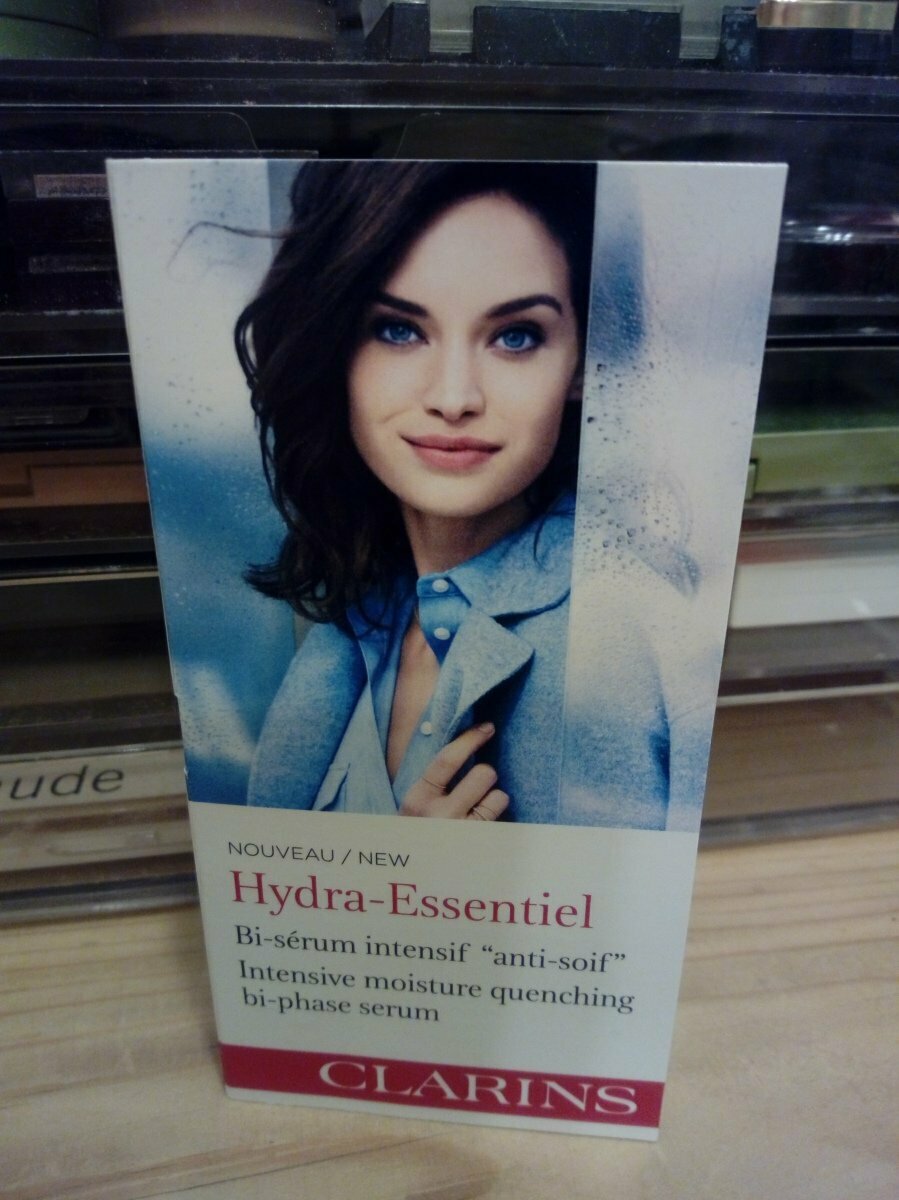 NOUVEAU / NEW
Hydra-Essentiel
Bi-sérum intensif “anti-soif”
Intensive moisture quenching
bi-phase serum
CLARINS
ude